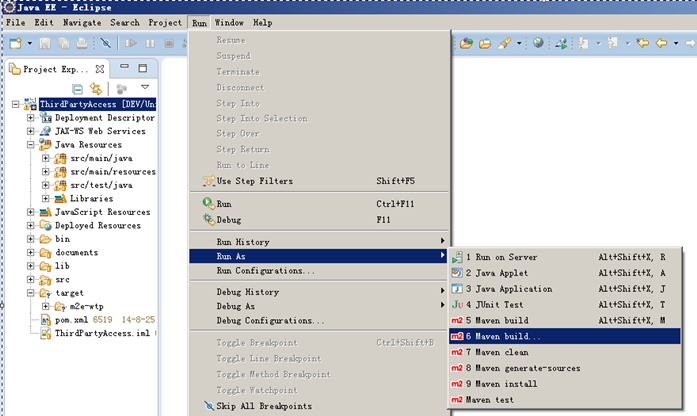 Java EE - Eclipse
File Edit Navigate Search Project Run Window Help
Project Exp...
ThirdPartyAccess [DEV/Uni
Deployment Descriptor
JAX-WS Web Services
Java Resources
src/main/java
src/main/resources
src/test/java
Libraries
JavaScript Resources
Deployed Resources
bin
documents
lib
src
target
m2e-wtp
pom.xml 6519 14-8-25
ThirdPartyAccess.iml
Resume
Suspend
Terminate
Disconnect
Step Into
Step Into Selection
Step Over
Step Return
Run to Line
Use Step Filters Shift+F5
Run Ctrl+F11
Debug F11
Run History
Run As
Run Configurations...
Debug History
Debug As
Debug Configurations...
Toggle Breakpoint Ctrl+Shift+B
Toggle Line Breakpoint
Toggle Method Breakpoint
Toggle Watchpoint
Skip All Breakpoints
1 Run on Server Alt+Shift+X, R
2 Java Applet Alt+Shift+X, A
3 Java Application Alt+Shift+X, J
Ju 4 JUnit Test Alt+Shift+X, T
m2 5 Maven build Alt+Shift+X, M
m2 6 Maven build...
m2 7 Maven clean
m2 8 Maven generate-sources
m2 9 Maven install
m2 Maven test